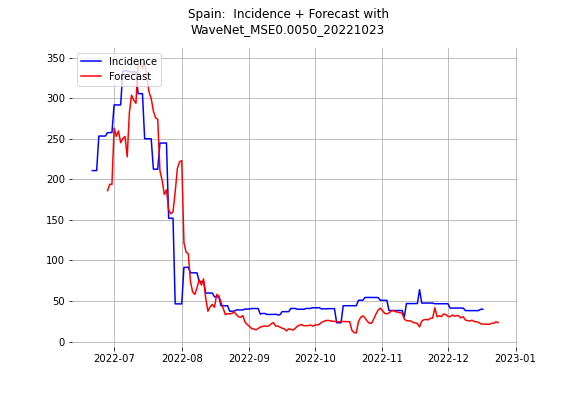 Spain:  Incidence + Forecast with
WaveNet_MSE0.0050_20221023
Incidence
Forecast
350
300
250
200
150
100
50
0
2022-07 2022-08 2022-09 2022-10 2022-11 2022-12 2023-01